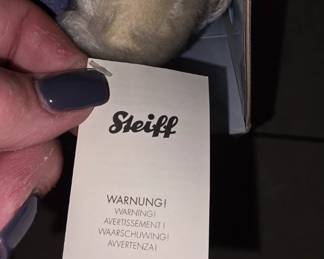 Steiff
WARNUNG!
WARNING!
AVERTISSEMENT !
WAARSCHUWING!
AVVERTENZA!